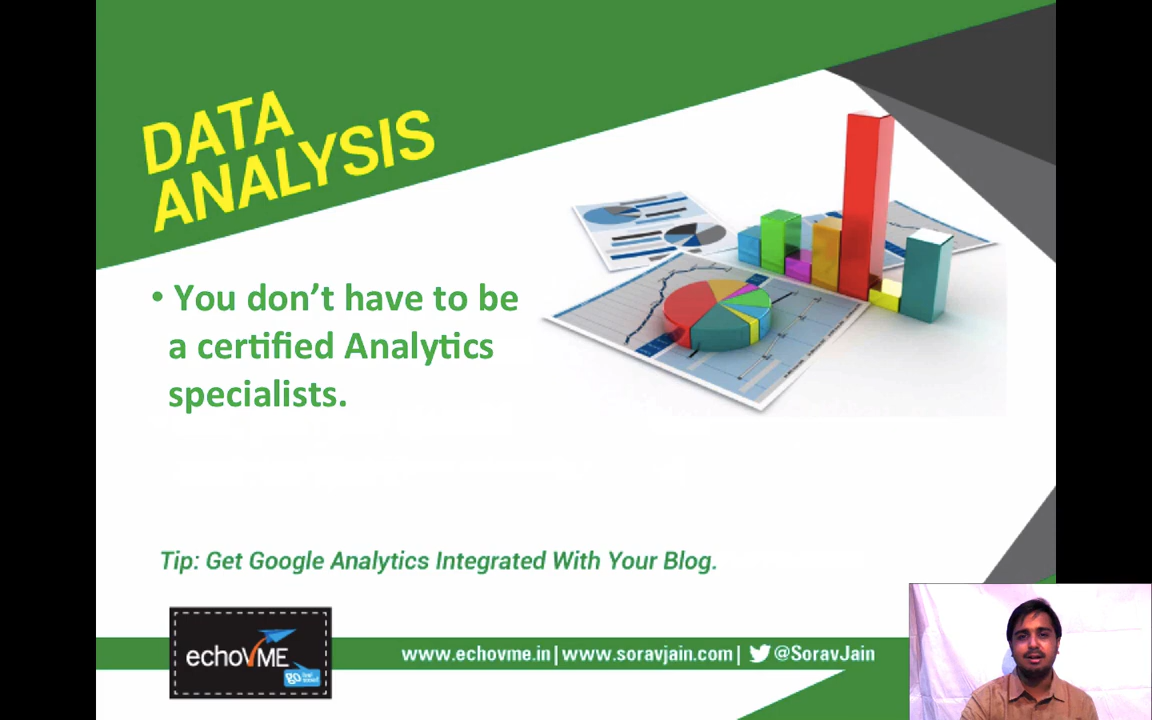 DATA
ANALYSIS
• You don't have to be
a certified Analytics
specialists.
Tip: Get Google Analytics Integrated With Your Blog.
echoVME
www.echovme.in|www.soravjain.com| @SoravJain